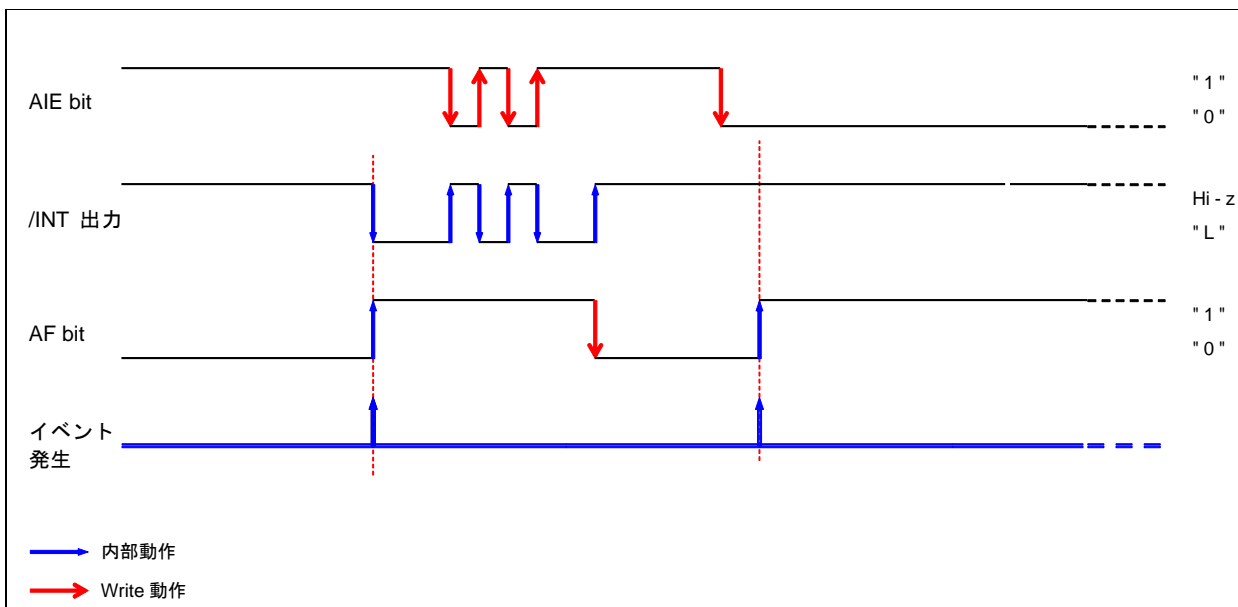 AIE bit
"1"
"0"
/INT 出力
Hi-z
"L"
AF bit
"1"
"0"
イベント
発生
内部動作
Write 動作